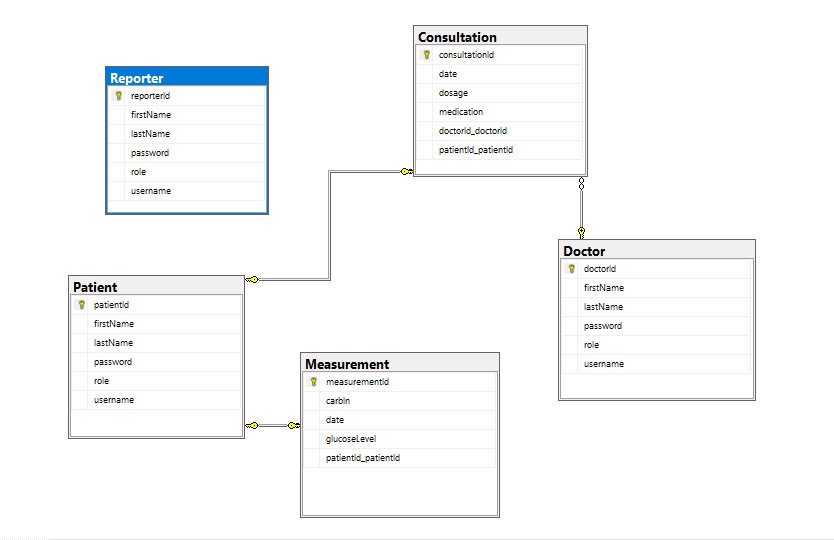 Consultation
consultationId
date
dosage
medication
doctorId_doctorId
patientId_patientId
Reporter
reporterId
firstName
lastName
password
role
username
Doctor
doctorId
firstName
lastName
password
role
username
Patient
patientId
firstName
lastName
password
role
username
Measurement
measurementId
carbIn
date
glucoseLevel
patientId_patientId